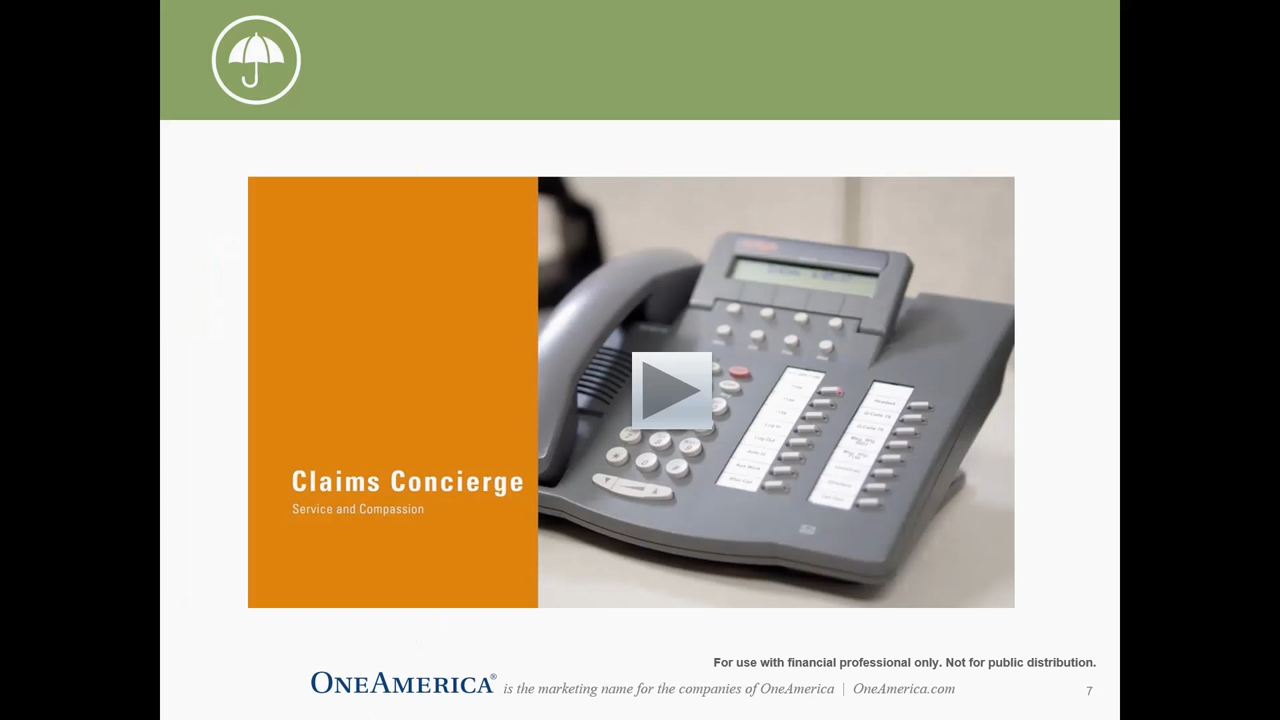 Claims Concierge
Service and Compassion
For use with financial professional only. Not for public distribution.
ONEAMERICA® is the marketing name for the companies of OneAmerica | OneAmerica.com
7